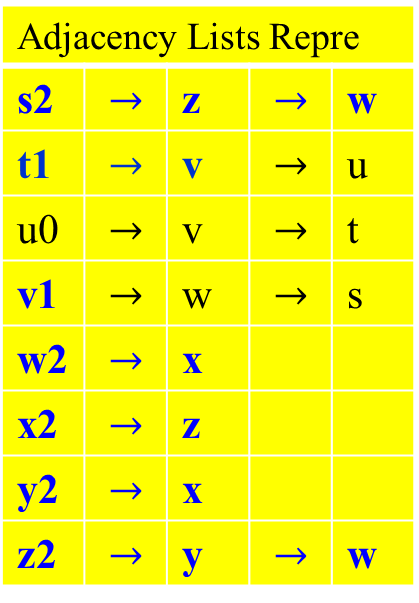 Adjacency Lists Repre
s2 → z → w
t1 → v → u
u0 → v → t
v1 → w → s
w2 → x
x2 → z
y2 → x
z2 → y → w